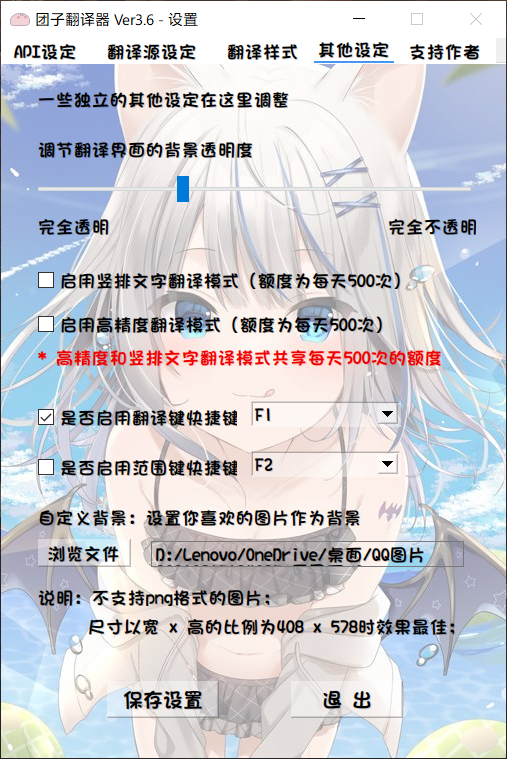 团子翻译器 Ver3.6 - 设置
API设定 翻译源设定 翻译样式 其他设定 支持作者
一些独立的其他设定在这里调整
调节翻译界面的背景透明度
完全透明 完全不透明
启用竖排文字翻译模式（额度为每天500次）
启用高精度翻译模式（额度为每天500次）
* 高精度和竖排文字翻译模式共享每天500次的额度
是否启用翻译键快捷键 F1
是否启用范围键快捷键 F2
自定义背景：设置你喜欢的图片作为背景
浏览文件 D:/Lenovo/OneDrive/桌面/QQ图片
说明：不支持png格式的图片；
尺寸以宽 x 高的比例为408 x 578时效果最佳；
保存设置 退 出